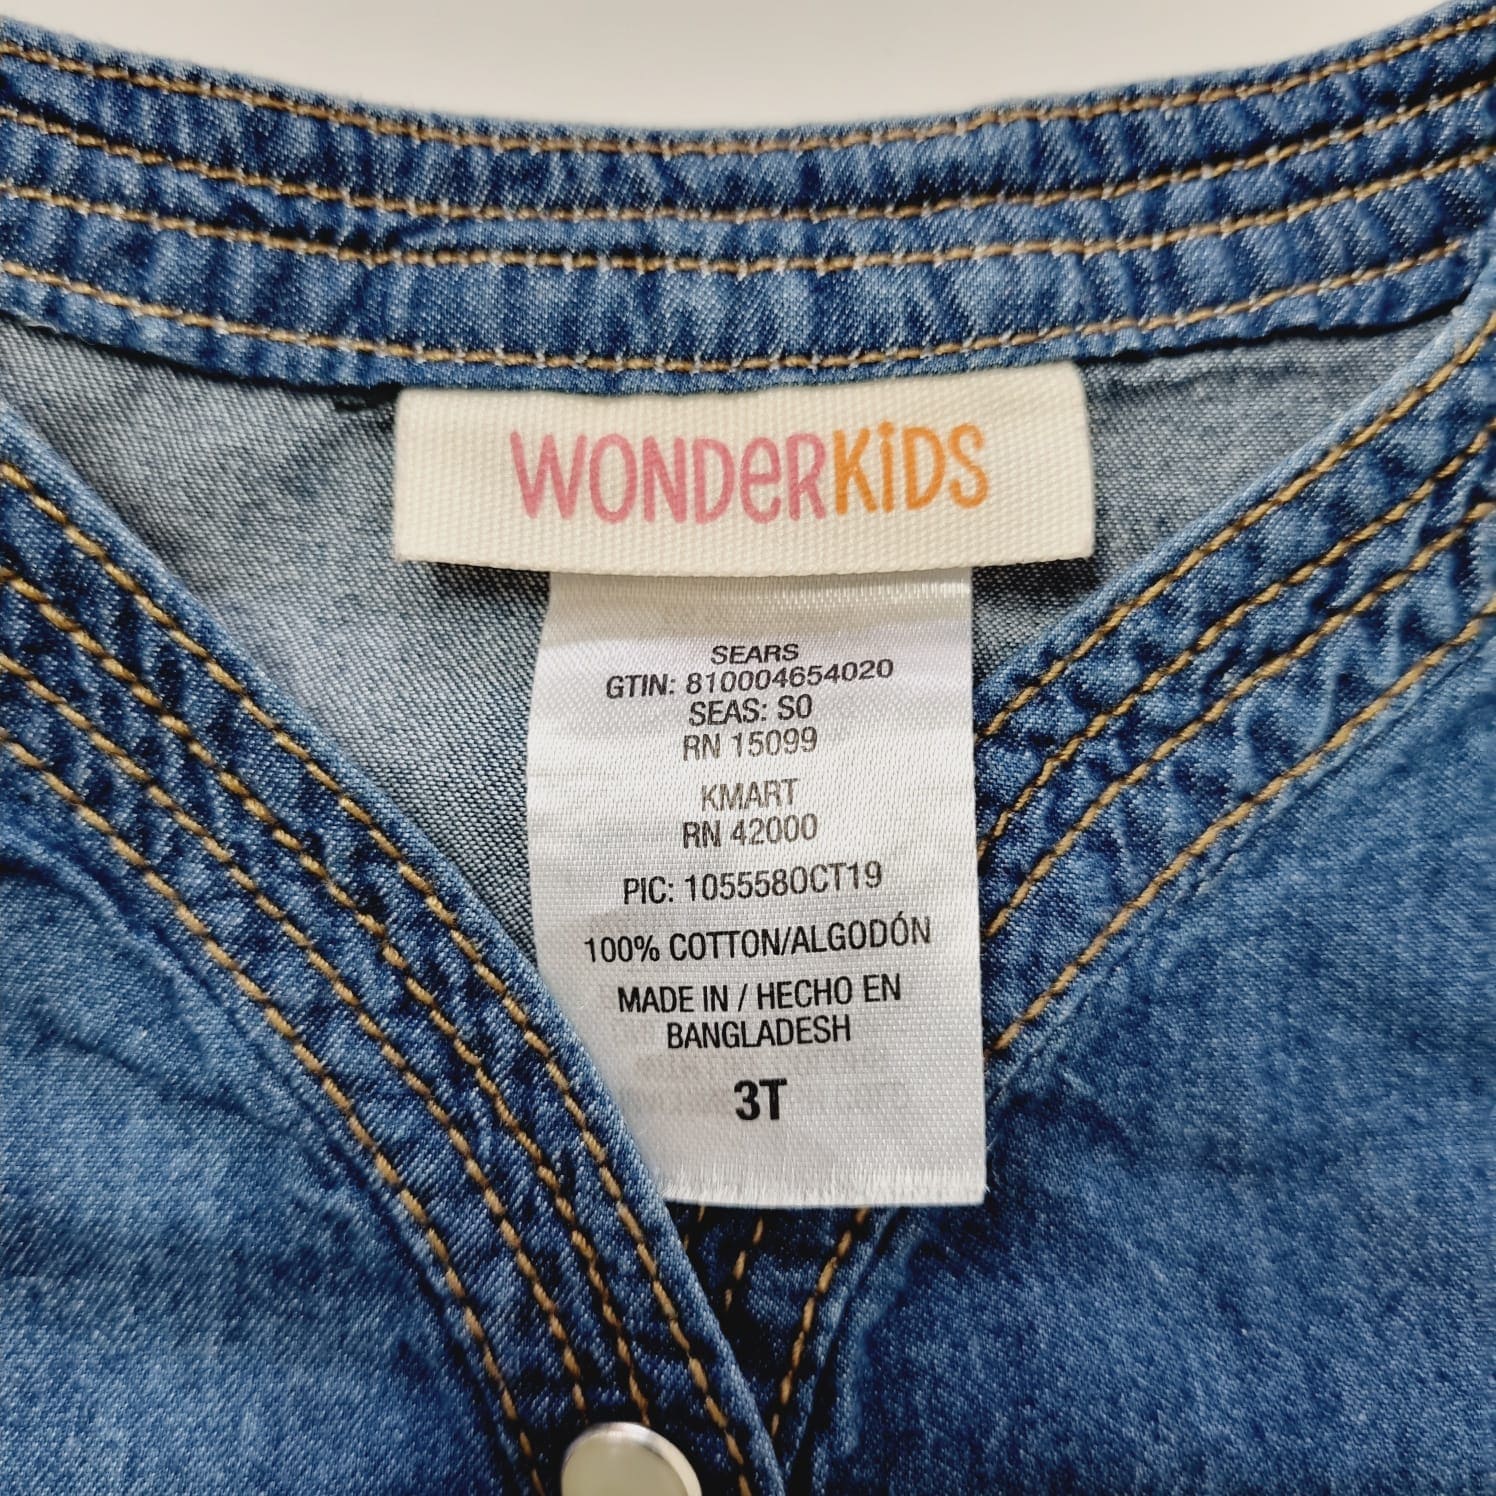 WONDERKIDS
SEARS
GTIN: 810004654020
SEAS: S0
RN 15099
KMART
RN 42000
PIC: 105558OCT19
100% COTTON/ALGODÓN
MADE IN / HECHO EN
BANGLADESH
3T